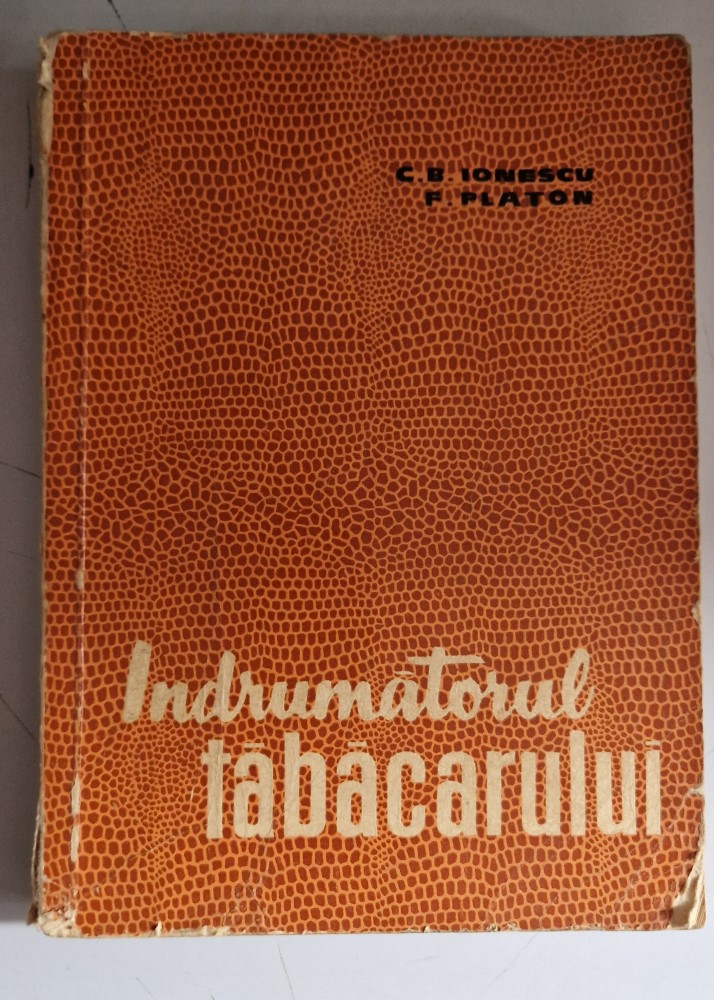 C. B. IONESCU
F. PLATON
Indrumătorul
tăbăcarului